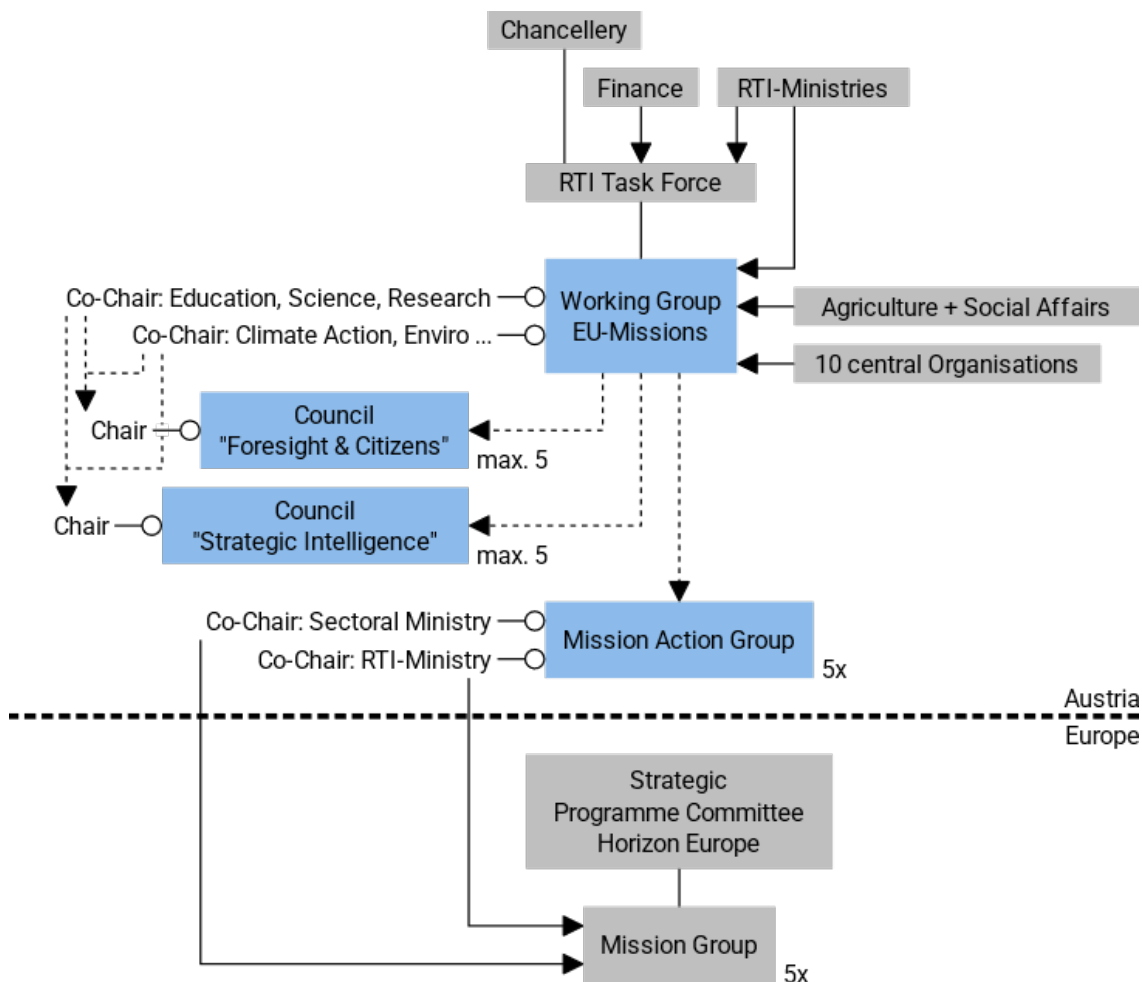 Chancellery
Finance
RTI-Ministries
RTI Task Force
Co-Chair: Education, Science, Research
Co-Chair: Climate Action, Enviro ...
Working Group
EU-Missions
Agriculture + Social Affairs
10 central Organisations
Chair
Council
"Foresight & Citizens"
max. 5
Chair
Council
"Strategic Intelligence"
max. 5
Co-Chair: Sectoral Ministry
Co-Chair: RTI-Ministry
Mission Action Group
5x
Austria
Europe
Strategic
Programme Committee
Horizon Europe
Mission Group
5x